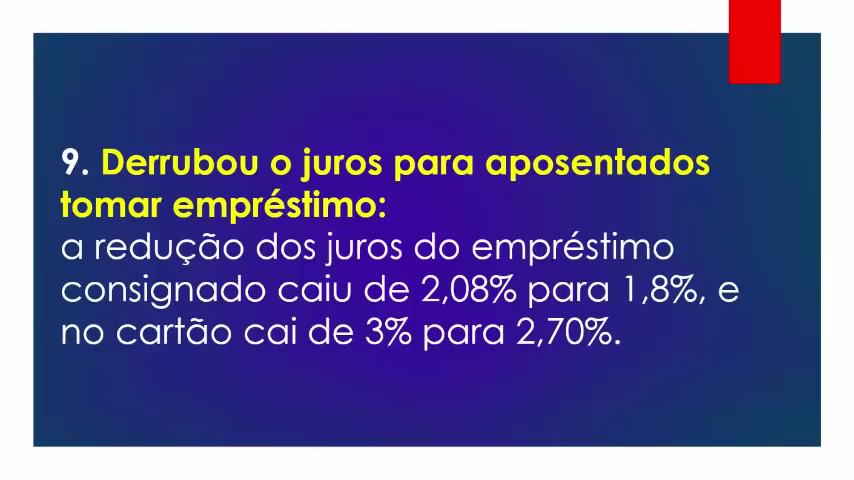 9. Derrubou o juros para aposentados
tomar empréstimo:
a redução dos juros do empréstimo
consignado caiu de 2,08% para 1,8%, e
no cartão cai de 3% para 2,70%.